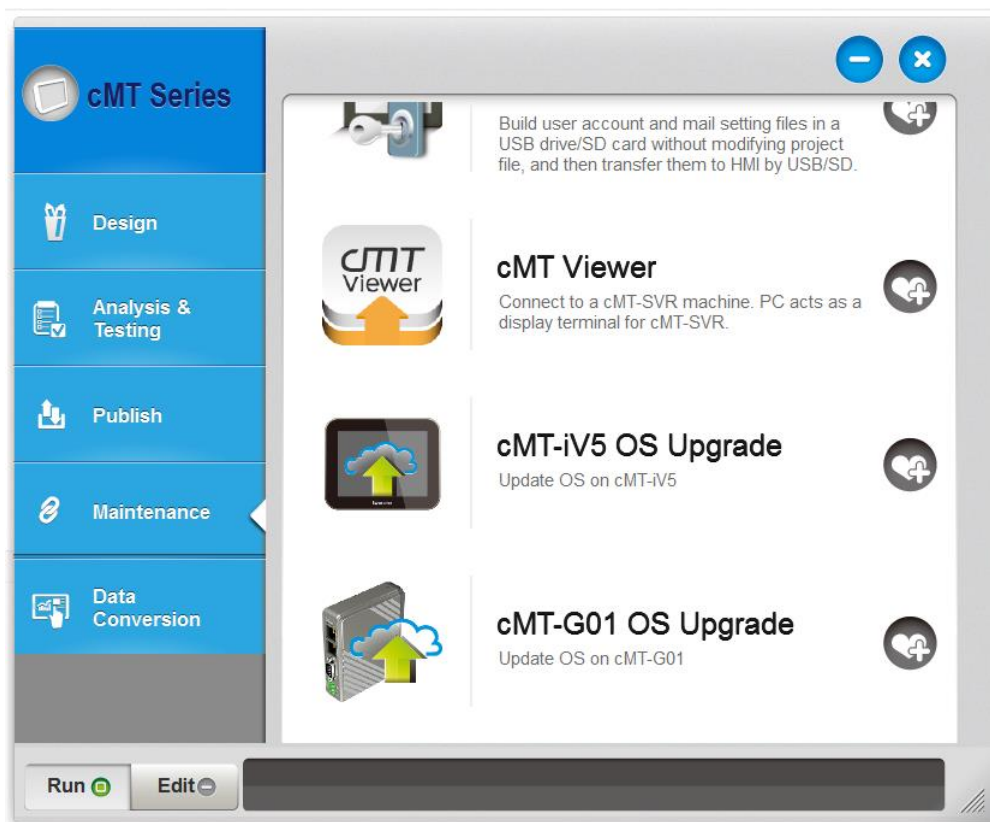 cMT Series
Build user account and mail setting files in a
USB drive/SD card without modifying project
file, and then transfer them to HMI by USB/SD.
Design
cMT
Viewer
cMT Viewer
Connect to a cMT-SVR machine. PC acts as a
display terminal for cMT-SVR.
Analysis &
Testing
Publish
cMT-iV5 OS Upgrade
Update OS on cMT-iV5
Maintenance
Data
Conversion
cMT-G01 OS Upgrade
Update OS on cMT-G01
Run
Edit